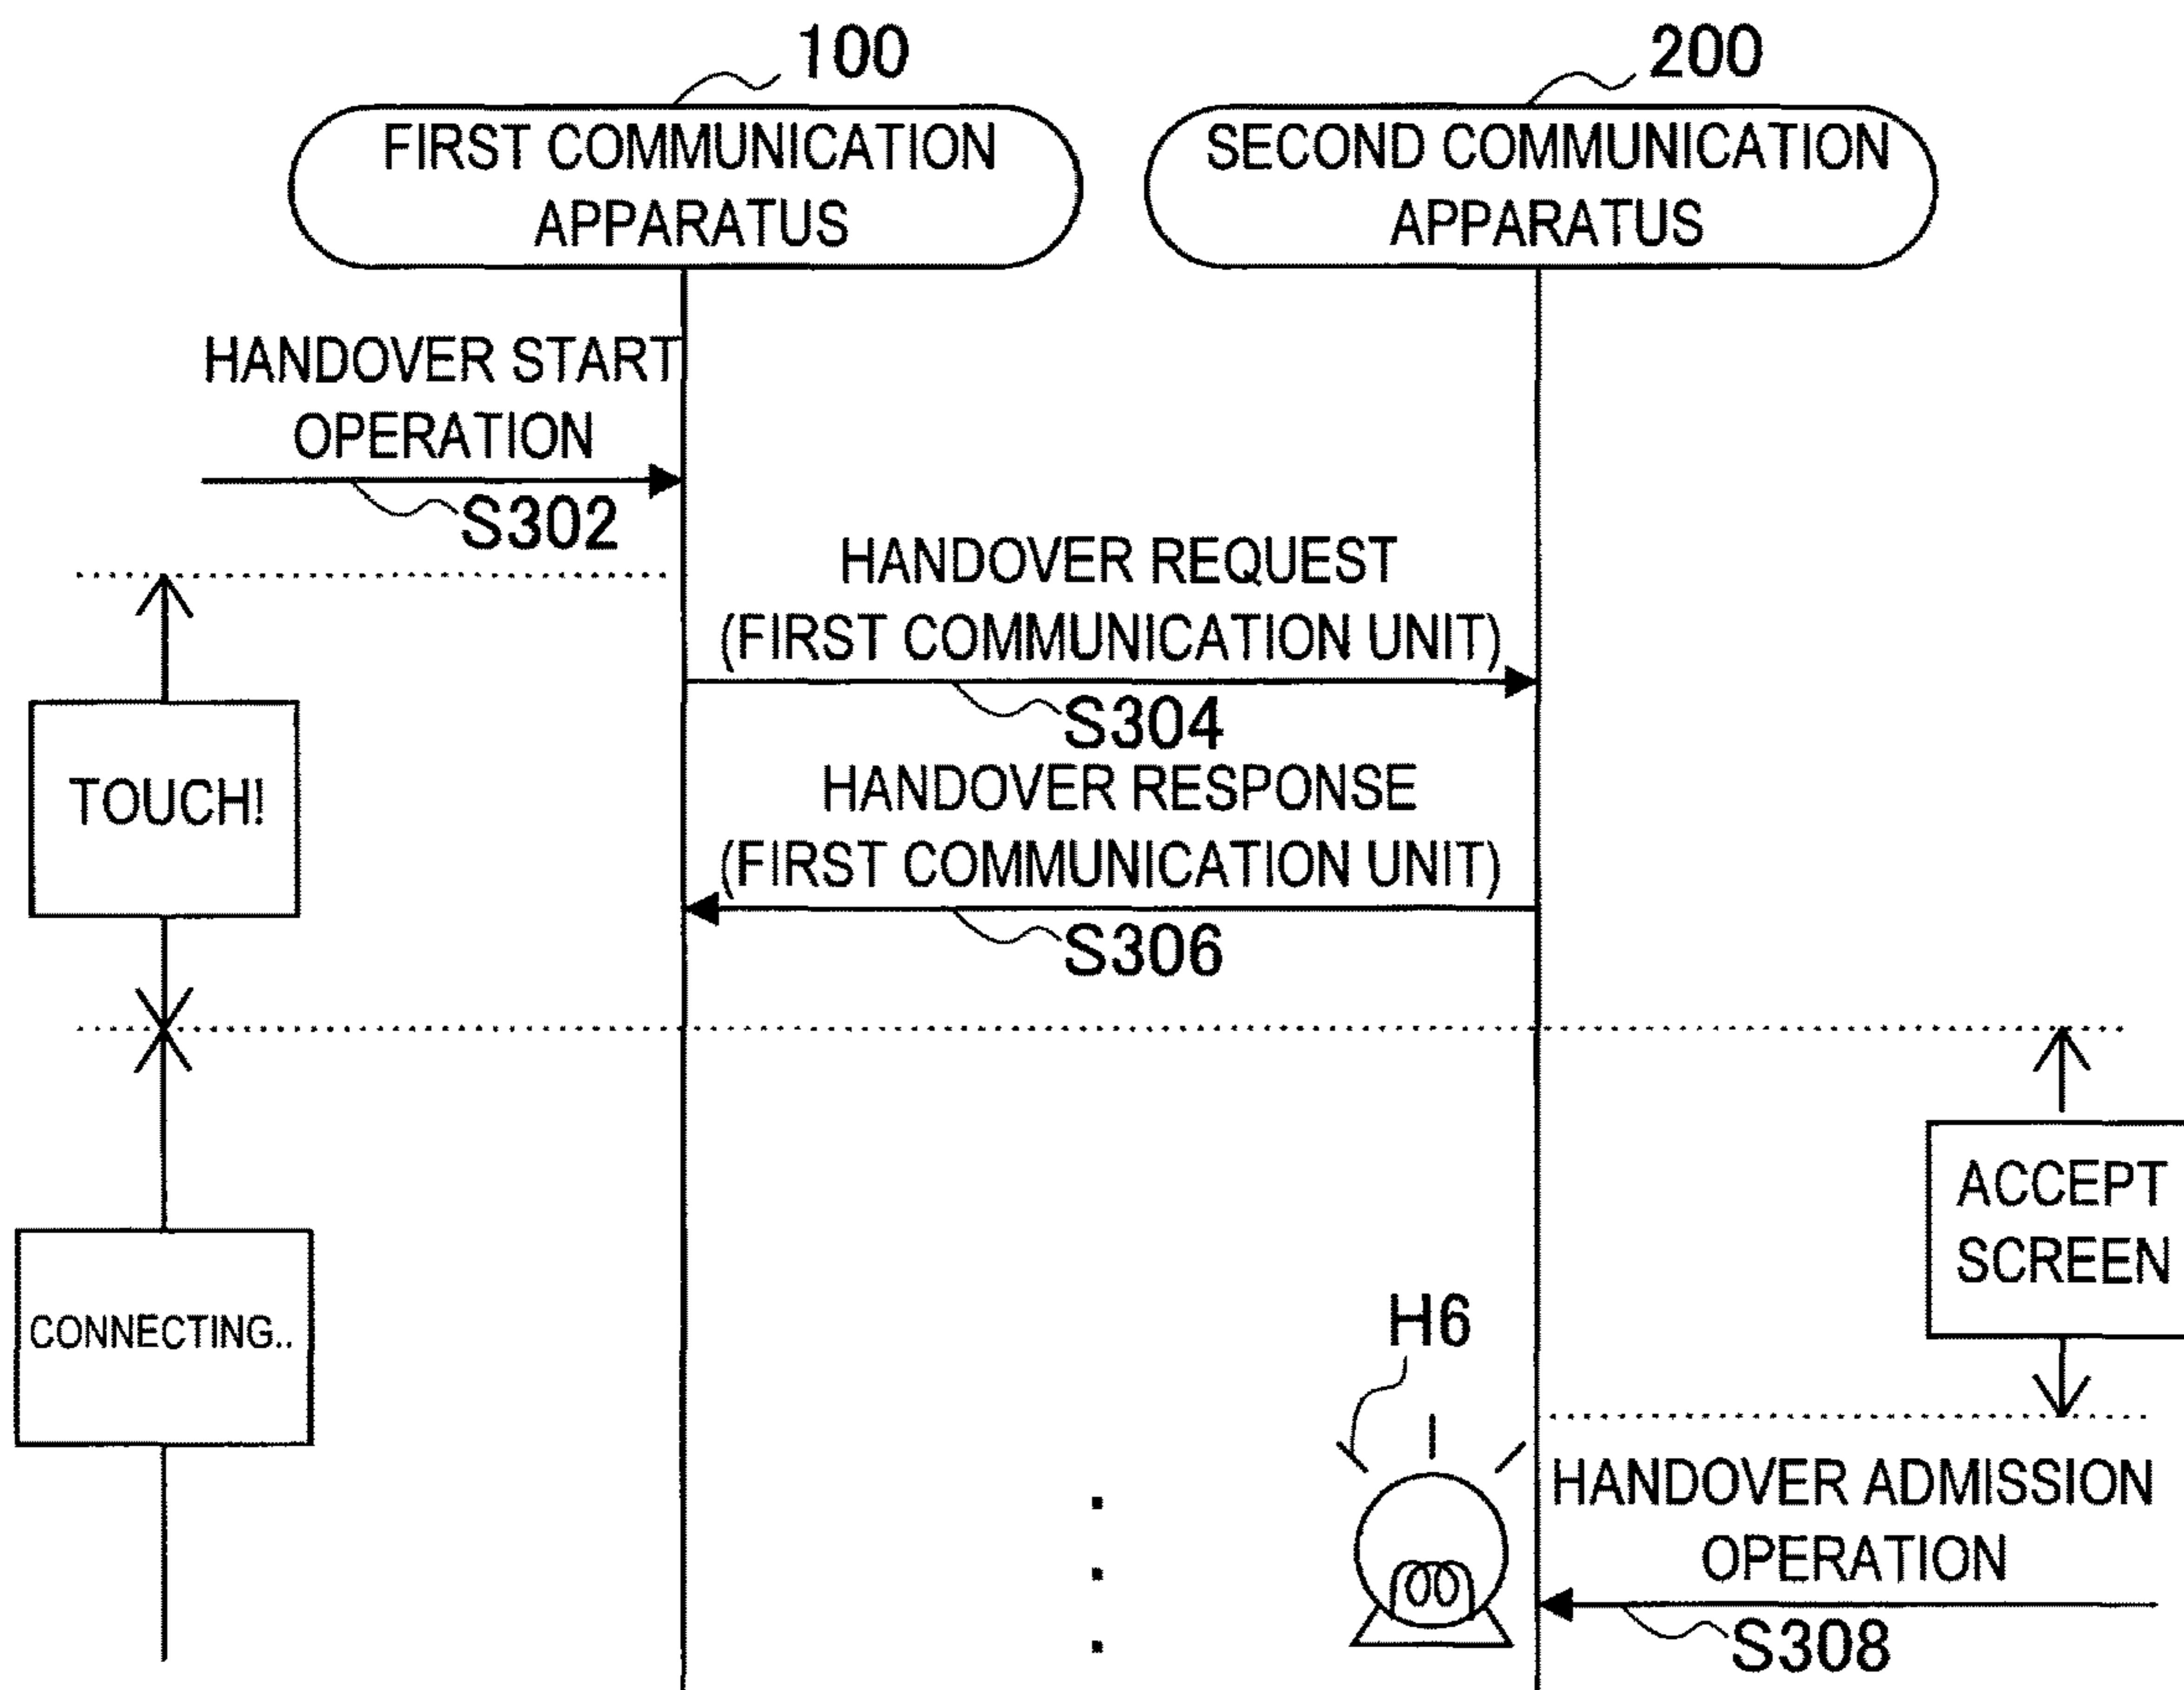 100
200
FIRST COMMUNICATION
APPARATUS
SECOND COMMUNICATION
APPARATUS
HANDOVER START
OPERATION
S302
HANDOVER REQUEST
(FIRST COMMUNICATION UNIT)
S304
TOUCH!
HANDOVER RESPONSE
(FIRST COMMUNICATION UNIT)
S306
ACCEPT
SCREEN
CONNECTING..
H6
HANDOVER ADMISSION
OPERATION
S308